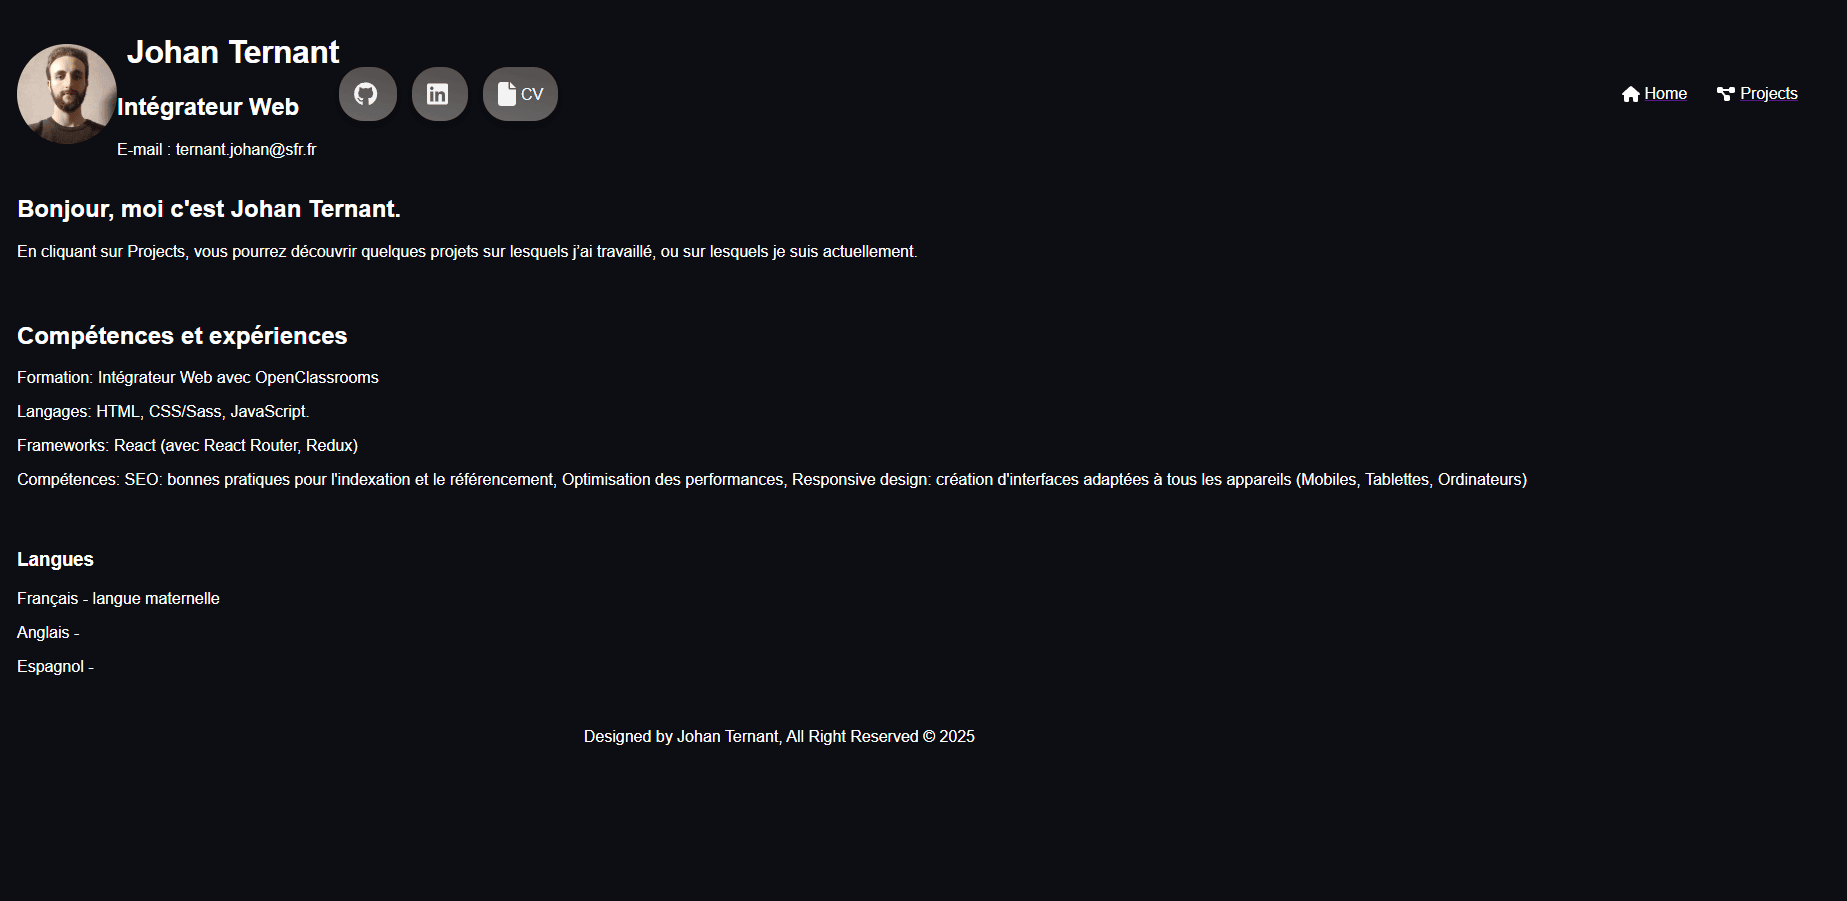 Johan Ternant
Intégrateur Web
E-mail : ternant.johan@sfr.fr
CV
Home
Projects
Bonjour, moi c'est Johan Ternant.
En cliquant sur Projects, vous pourrez découvrir quelques projets sur lesquels j’ai travaillé, ou sur lesquels je suis actuellement.
Compétences et expériences
Formation: Intégrateur Web avec OpenClassrooms
Langages: HTML, CSS/Sass, JavaScript.
Frameworks: React (avec React Router, Redux)
Compétences: SEO: bonnes pratiques pour l'indexation et le référencement, Optimisation des performances, Responsive design: création d'interfaces adaptées à tous les appareils (Mobiles, Tablettes, Ordinateurs)
Langues
Français - langue maternelle
Anglais -
Espagnol -
Designed by Johan Ternant, All Right Reserved © 2025